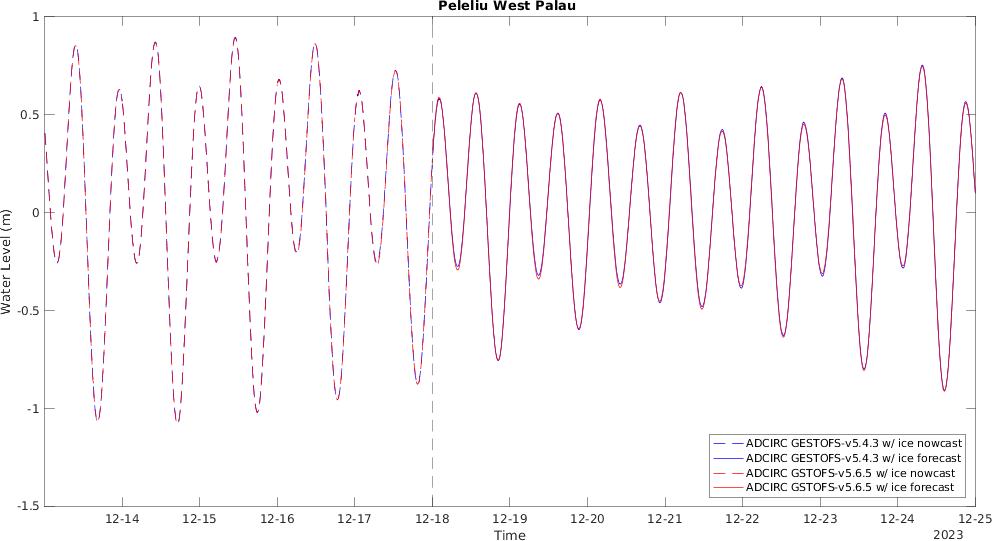 Peleliu West Palau
1
0.5
0
-0.5
-1
-1.5
Water Level (m)
12-14
12-15
12-16
12-17
12-18
12-19
12-20
12-21
12-22
12-23
12-24
12-25
Time
2023
ADCIRC GESTOFS-v5.4.3 w/ ice nowcast
ADCIRC GESTOFS-v5.4.3 w/ ice forecast
ADCIRC GSTOFS-v5.6.5 w/ ice nowcast
ADCIRC GSTOFS-v5.6.5 w/ ice forecast